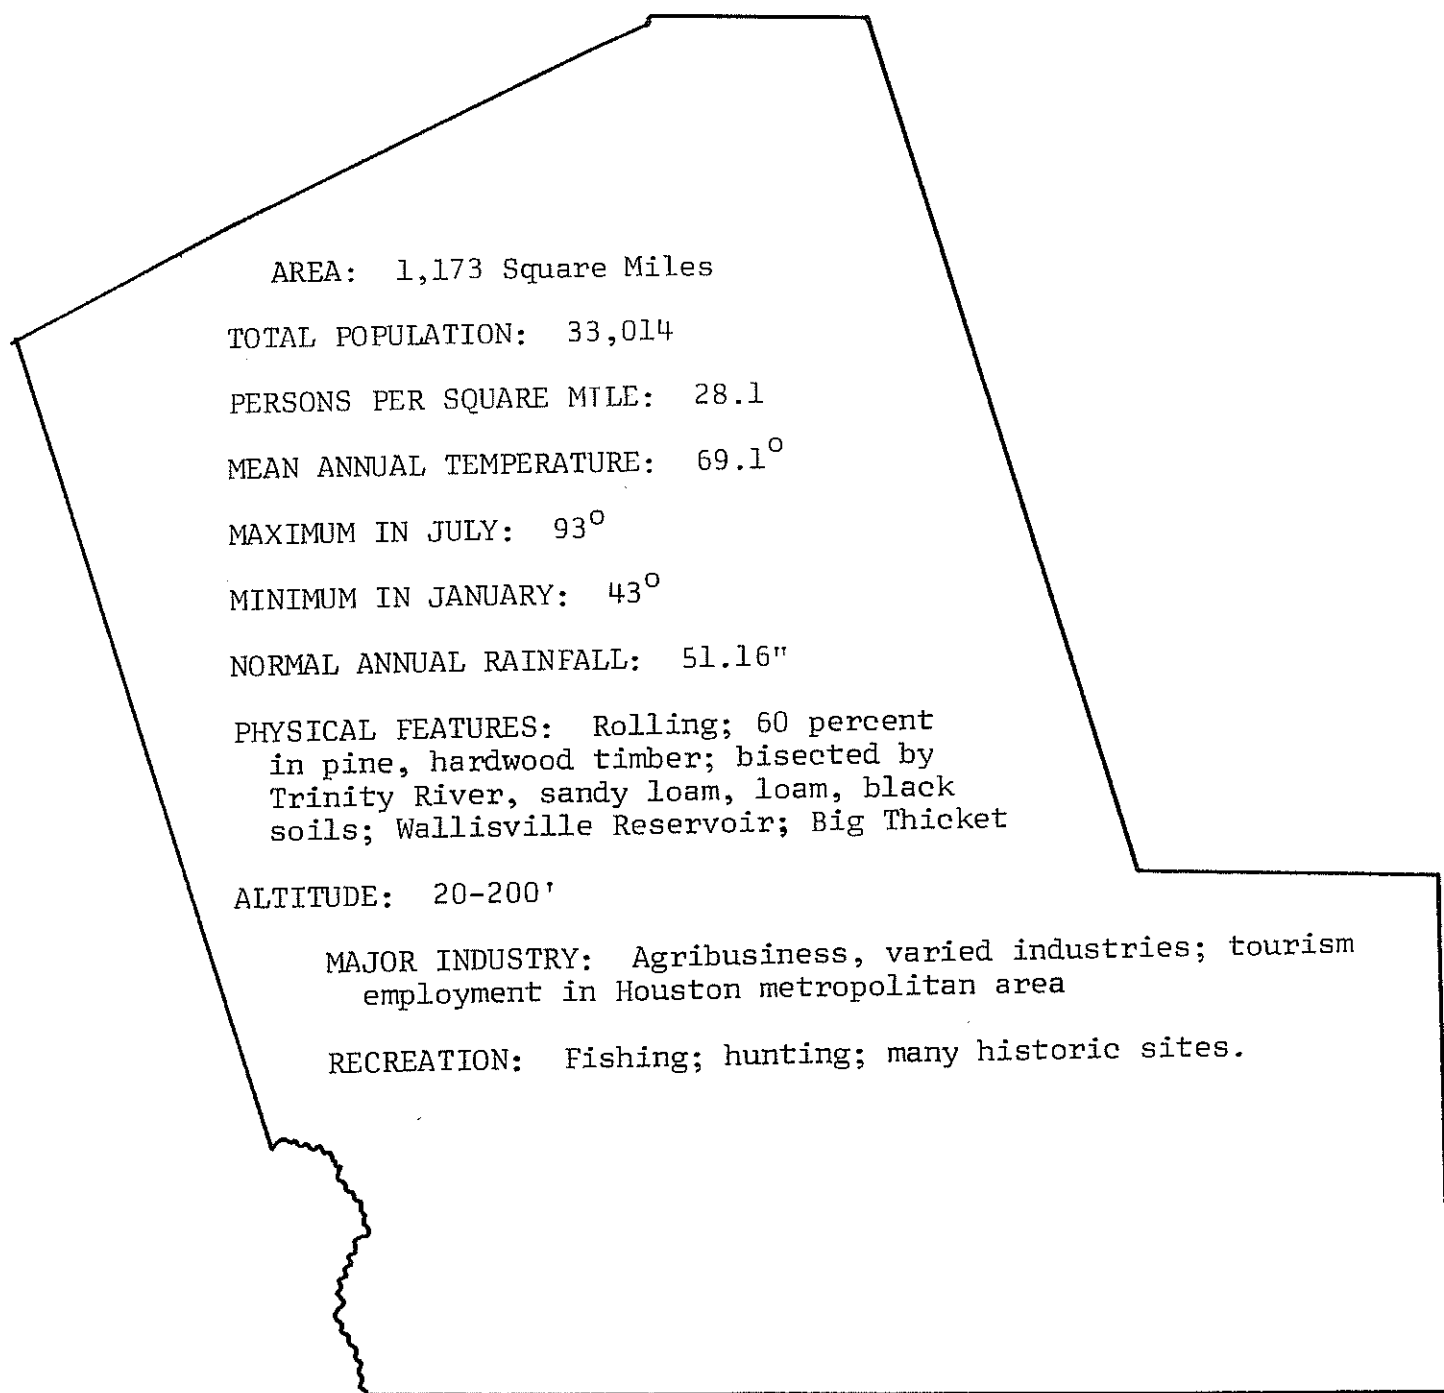 AREA: 1,173 Square Miles
TOTAL POPULATION: 33,014
PERSONS PER SQUARE MILE: 28.1
MEAN ANNUAL TEMPERATURE: 69.1°
MAXIMUM IN JULY: 93°
MINIMUM IN JANUARY: 43°
NORMAL ANNUAL RAINFALL: 51.16"
PHYSICAL FEATURES: Rolling; 60 percent
in pine, hardwood timber; bisected by
Trinity River, sandy loam, loam, black
soils; Wallisville Reservoir; Big Thicket
ALTITUDE: 20-200'
MAJOR INDUSTRY: Agribusiness, varied industries; tourism
employment in Houston metropolitan area
RECREATION: Fishing; hunting; many historic sites.